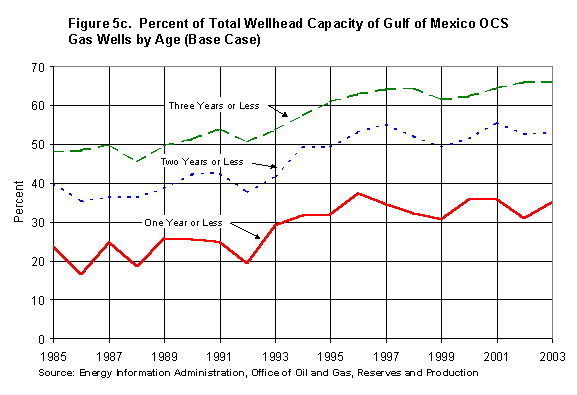 Figure 5c. Percent of Total Wellhead Capacity of Gulf of Mexico OCS
Gas Wells by Age (Base Case)
70
60
50
40
30
20
10
0
Percent
Three Years or Less
Two Years or Less
One Year or Less
1985 1987 1989 1991 1993 1995 1997 1999 2001 2003
Source: Energy Information Administration, Office of Oil and Gas, Reserves and Production